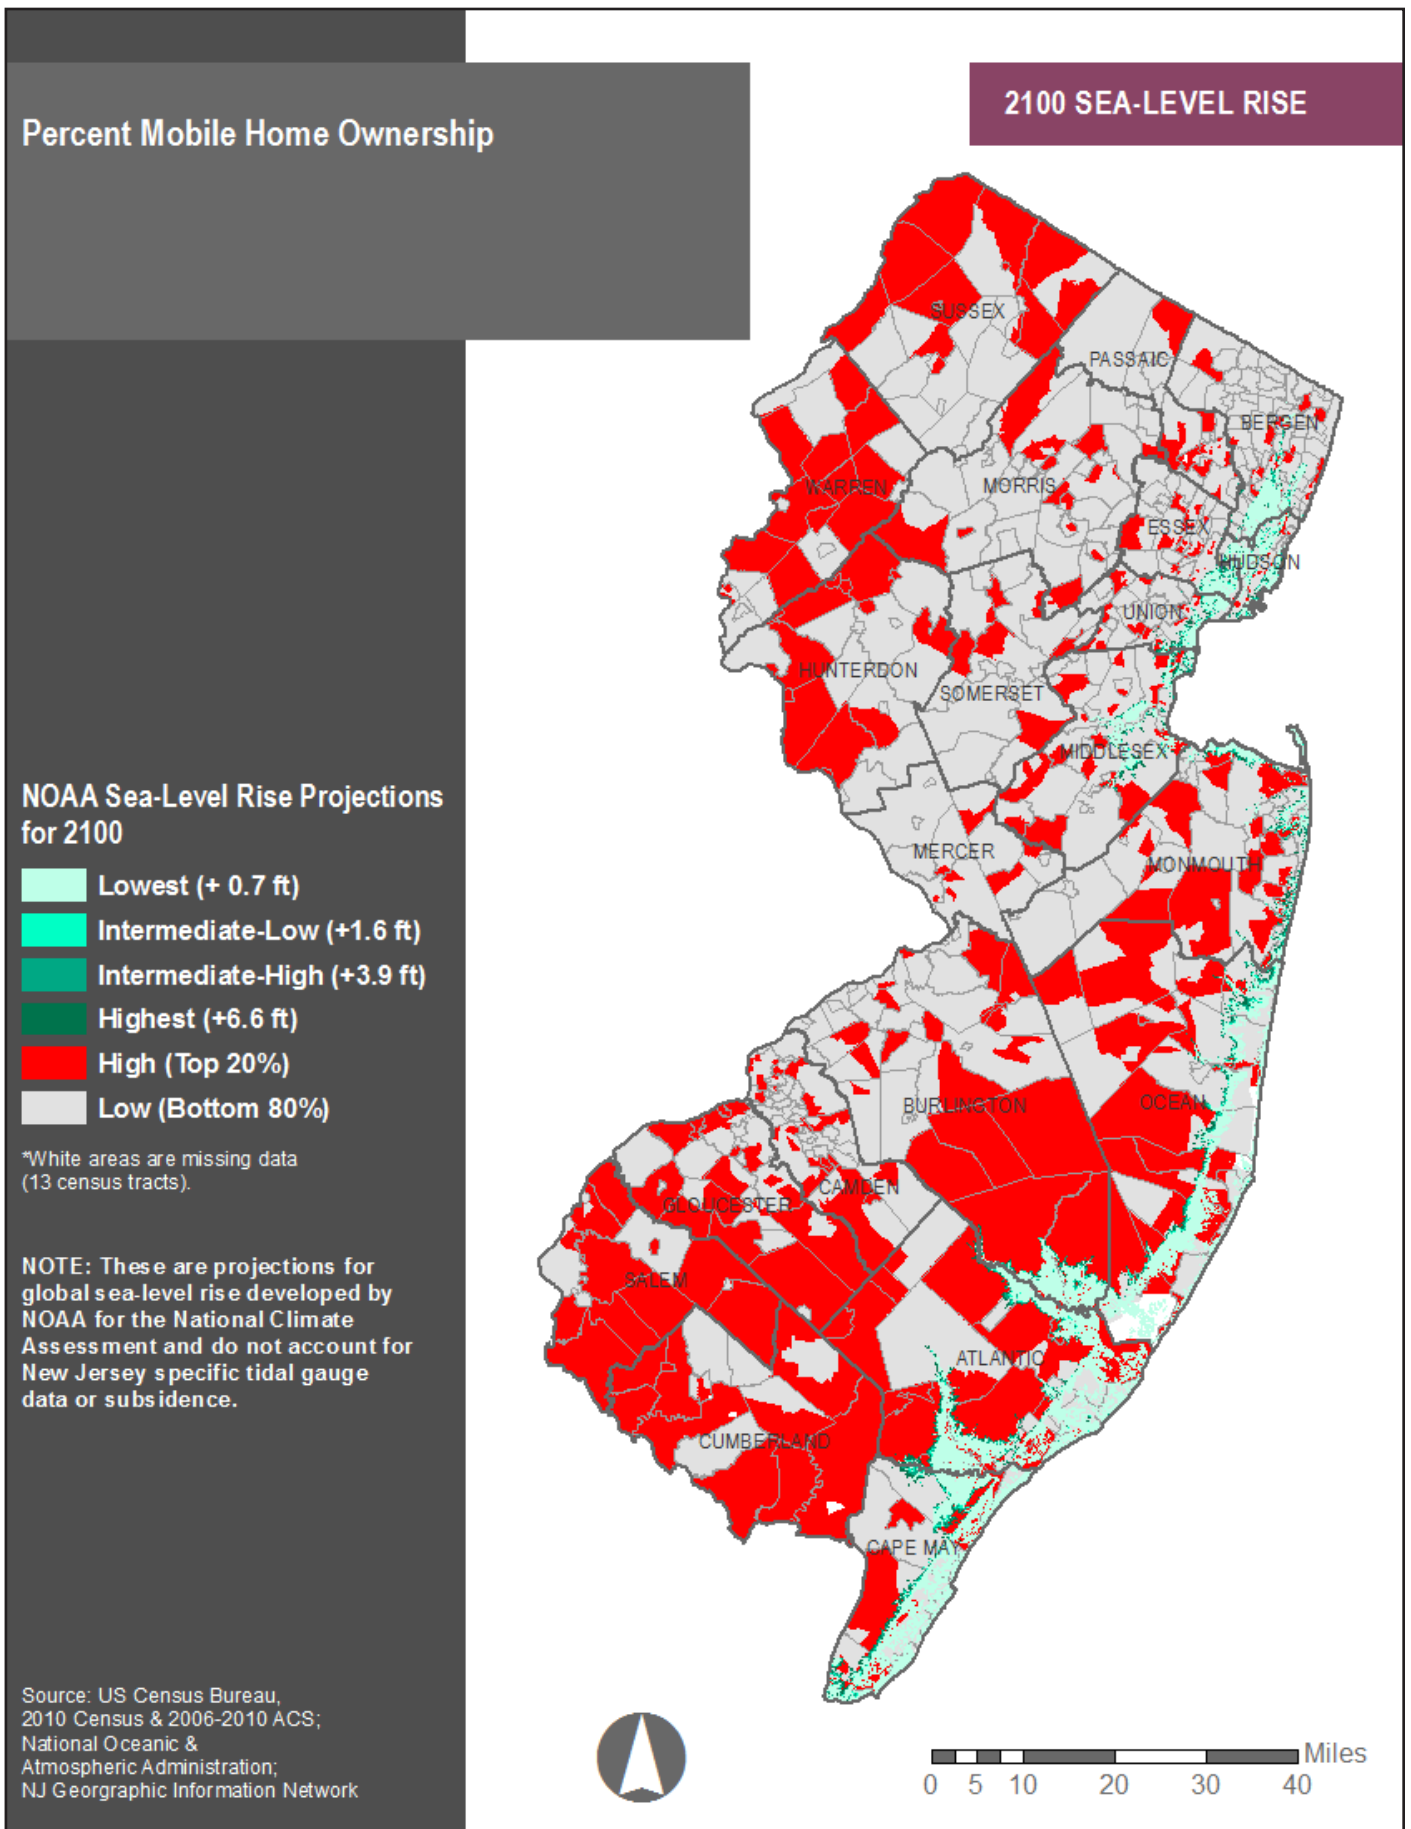 Percent Mobile Home Ownership
2100 SEA-LEVEL RISE
SUSSEX
PASSAIC
BERGEN
WARREN
MORRIS
ESSEX
HUDSON
UNION
HUNTERDON
SOMERSET
MIDDLESEX
MERCER
MONMOUTH
BURLINGTON
OCEAN
CAMDEN
GLOUCESTER
SALEM
ATLANTIC
CUMBERLAND
CAPE MAY
NOAA Sea-Level Rise Projections
for 2100
Lowest (+ 0.7 ft)
Intermediate-Low (+1.6 ft)
Intermediate-High (+3.9 ft)
Highest (+6.6 ft)
High (Top 20%)
Low (Bottom 80%)
*White areas are missing data
(13 census tracts).
NOTE: These are projections for
global sea-level rise developed by
NOAA for the National Climate
Assessment and do not account for
New Jersey specific tidal gauge
data or subsidence.
Source: US Census Bureau,
2010 Census & 2006-2010 ACS;
National Oceanic &
Atmospheric Administration;
NJ Georgraphic Information Network
Miles
0 5 10 20 30 40